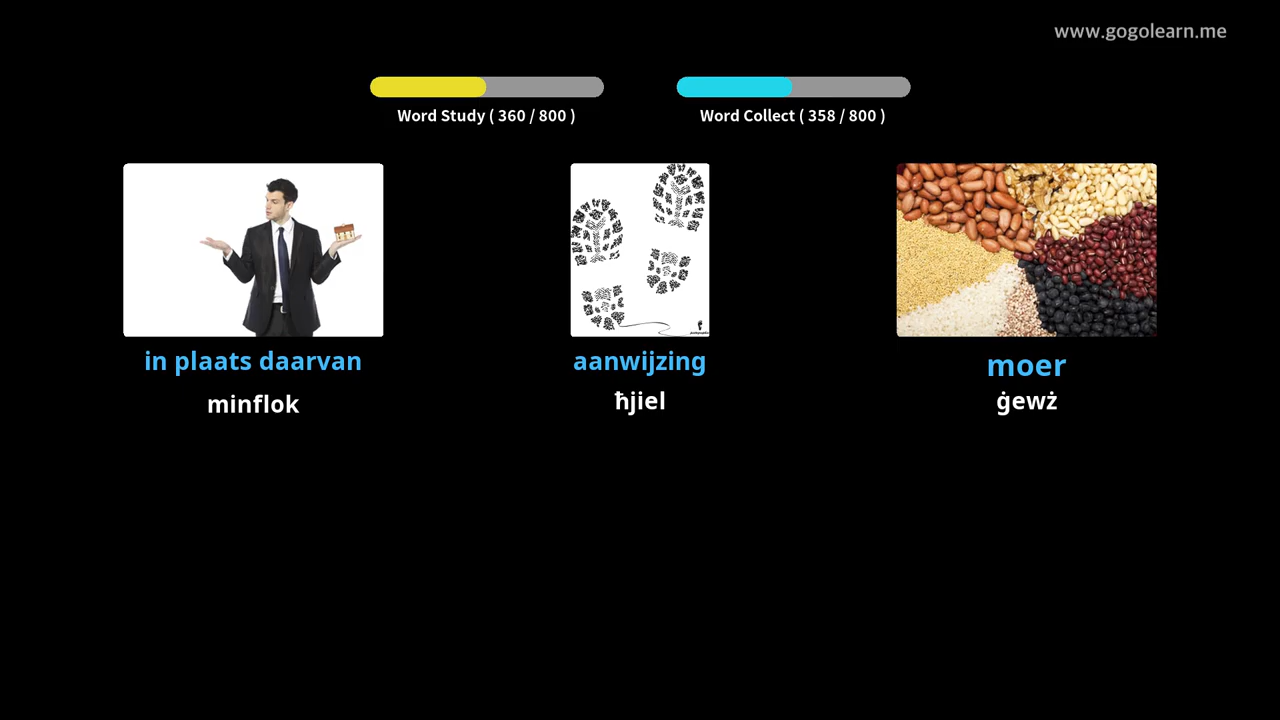 www.gogolearn.me
Word Study ( 360 / 800 )
Word Collect ( 358 / 800 )
in plaats daarvan
aanwijzing
moer
minflok
ħjiel
ġewż